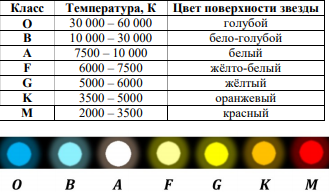 Класс Температура, К Цвет поверхности звезды
O 30 000 – 60 000 голубой
B 10 000 – 30 000 бело-голубой
A 7500 – 10 000 белый
F 6000 – 7500 жёлто-белый
G 5000 – 6000 жёлтый
K 3500 – 5000 оранжевый
M 2000 – 3500 красный
O B A F G K M